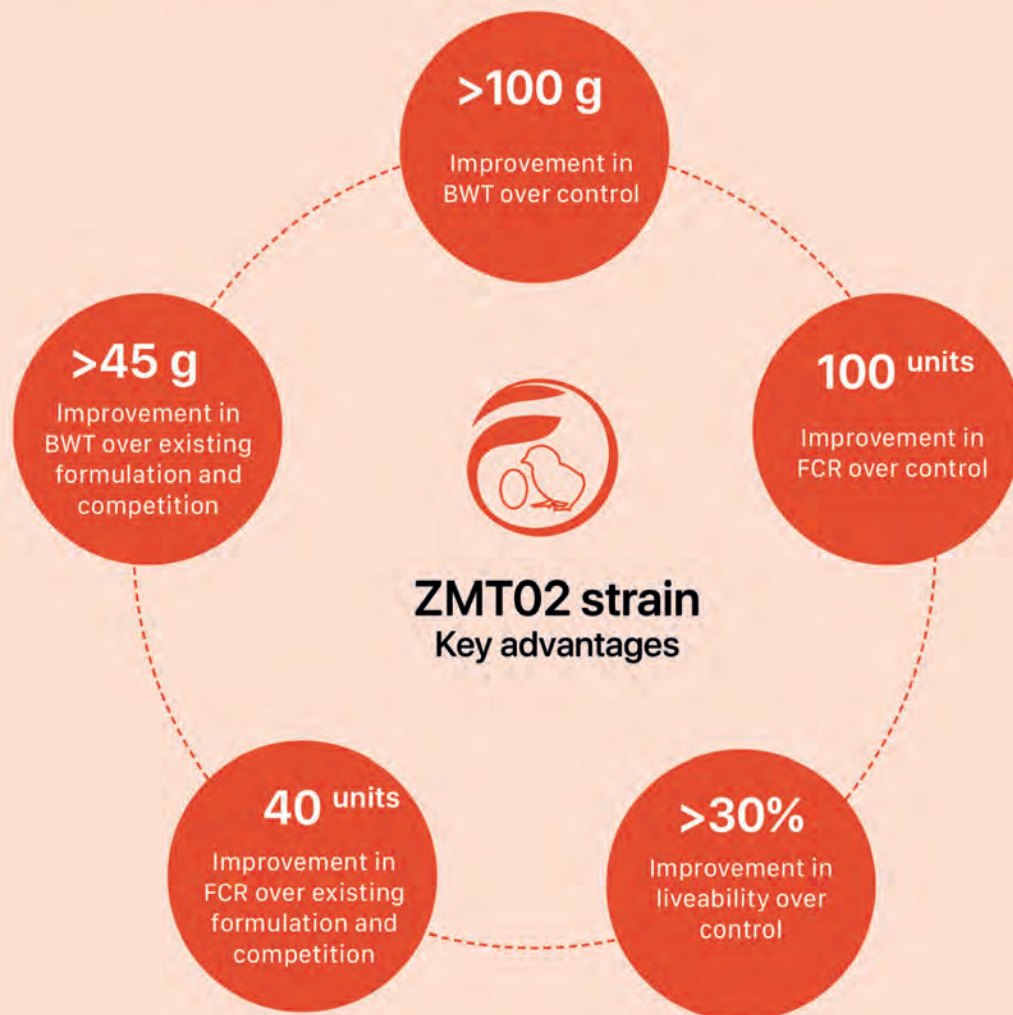 >100 g
Improvement in
BWT over control
>45 g
Improvement in
BWT over existing
formulation and
competition
100 units
Improvement in
FCR over control
ZMT02 strain
Key advantages
40 units
Improvement in
FCR over existing
formulation and
competition
>30%
Improvement in
liveability over
control